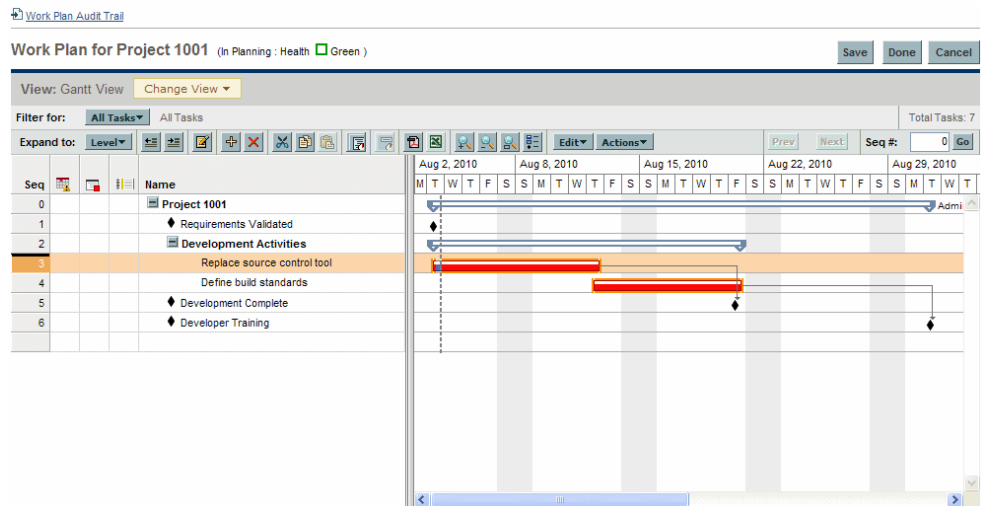 Work Plan Audit Trail
Work Plan for Project 1001 (In Planning : Health Green )
Save Done Cancel
View: Gantt View Change View
Filter for: All Tasks All Tasks Total Tasks: 7
Expand to: Level Edit Actions Prev Next Seq #: 0 Go
Aug 2, 2010 Aug 8, 2010 Aug 15, 2010 Aug 22, 2010 Aug 29, 2010
Seq Name M T W T F S S M T W T F S S M T W T F S S M T W T F S S M T W T
0 Project 1001 Admi
1 Requirements Validated
2 Development Activities
3 Replace source control tool
4 Define build standards
5 Development Complete
6 Developer Training